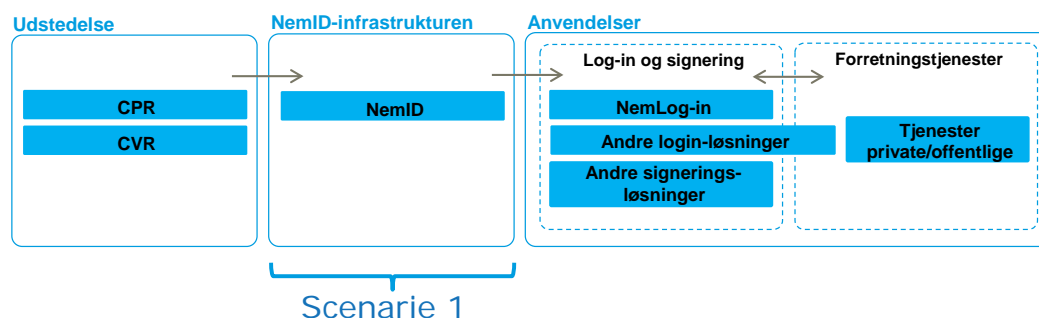 Udstedelse
NemID-infrastrukturen
Anvendelser
CPR
CVR
NemID
Log-in og signering
NemLog-in
Andre login-løsninger
Andre signerings-
løsninger
Forretningstjenester
Tjenester
private/offentlige
Scenarie 1